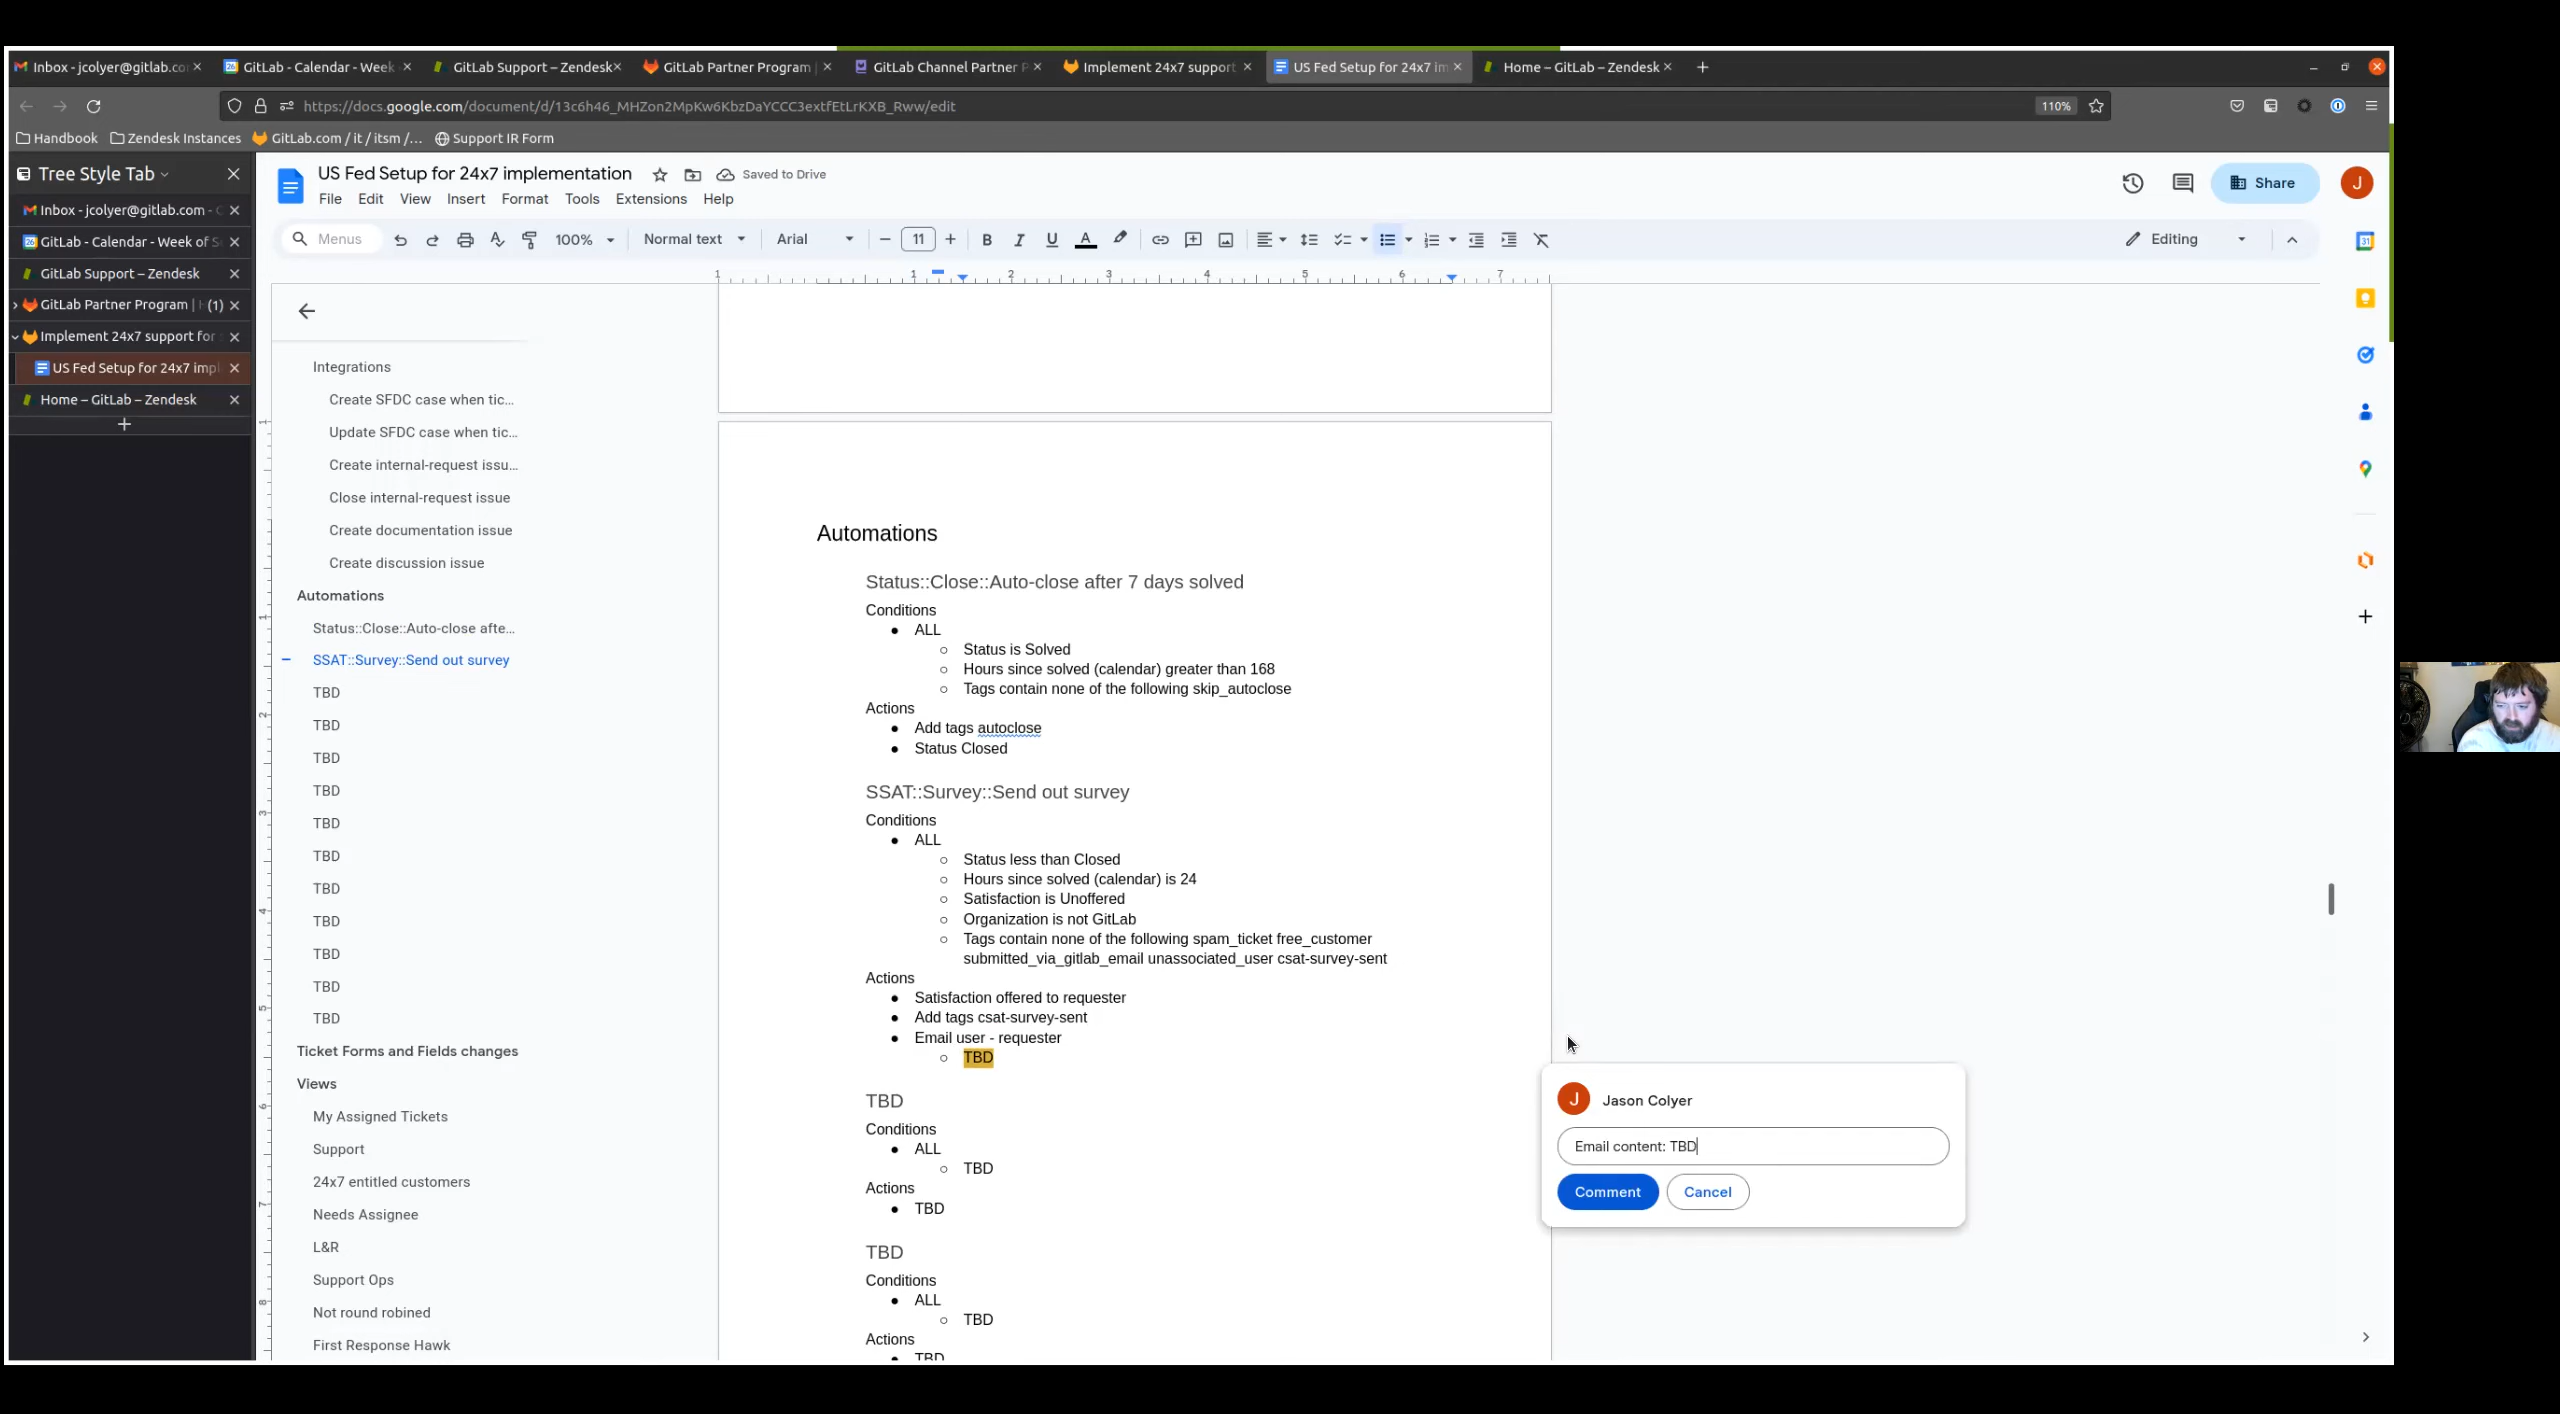 Inbox - jcolyer@gitlab.co
GitLab - Calendar - Week
GitLab Support – Zendesk
GitLab Partner Program |
GitLab Channel Partner P
Implement 24x7 support
US Fed Setup for 24x7 im
Home – GitLab – Zendesk
https://docs.google.com/document/d/13c6h46_MHZon2MpKw6KbzDaYCCC3extfEtLrKXB_Rww/edit
110%
Handbook
Zendesk Instances
GitLab.com / it / itsm /...
Support IR Form
Tree Style Tab
Inbox - jcolyer@gitlab.com -
GitLab - Calendar - Week of S
GitLab Support – Zendesk
GitLab Partner Program | (1)
Implement 24x7 support for
US Fed Setup for 24x7 imp
Home – GitLab – Zendesk
US Fed Setup for 24x7 implementation
Saved to Drive
File Edit View Insert Format Tools Extensions Help
Share
J
Menus
100%
Normal text
Arial
11
Editing
1 1 2 3 4 5 6 7
Integrations
Create SFDC case when tic...
Update SFDC case when tic...
Create internal-request issu...
Close internal-request issue
Create documentation issue
Create discussion issue
Automations
Status::Close::Auto-close afte...
SSAT::Survey::Send out survey
TBD
TBD
TBD
TBD
TBD
TBD
TBD
TBD
TBD
TBD
TBD
Ticket Forms and Fields changes
Views
My Assigned Tickets
Support
24x7 entitled customers
Needs Assignee
L&R
Support Ops
Not round robined
First Response Hawk
Automations
Status::Close::Auto-close after 7 days solved
Conditions
● ALL
○ Status is Solved
○ Hours since solved (calendar) greater than 168
○ Tags contain none of the following skip_autoclose
Actions
● Add tags autoclose
● Status Closed
SSAT::Survey::Send out survey
Conditions
● ALL
○ Status less than Closed
○ Hours since solved (calendar) is 24
○ Satisfaction is Unoffered
○ Organization is not GitLab
○ Tags contain none of the following spam_ticket free_customer
submitted_via_gitlab_email unassociated_user csat-survey-sent
Actions
● Satisfaction offered to requester
● Add tags csat-survey-sent
● Email user - requester
○ TBD
TBD
Conditions
● ALL
○ TBD
Actions
● TBD
TBD
Conditions
● ALL
○ TBD
Actions
● TBD
J
Jason Colyer
Email content: TBD
Comment
Cancel